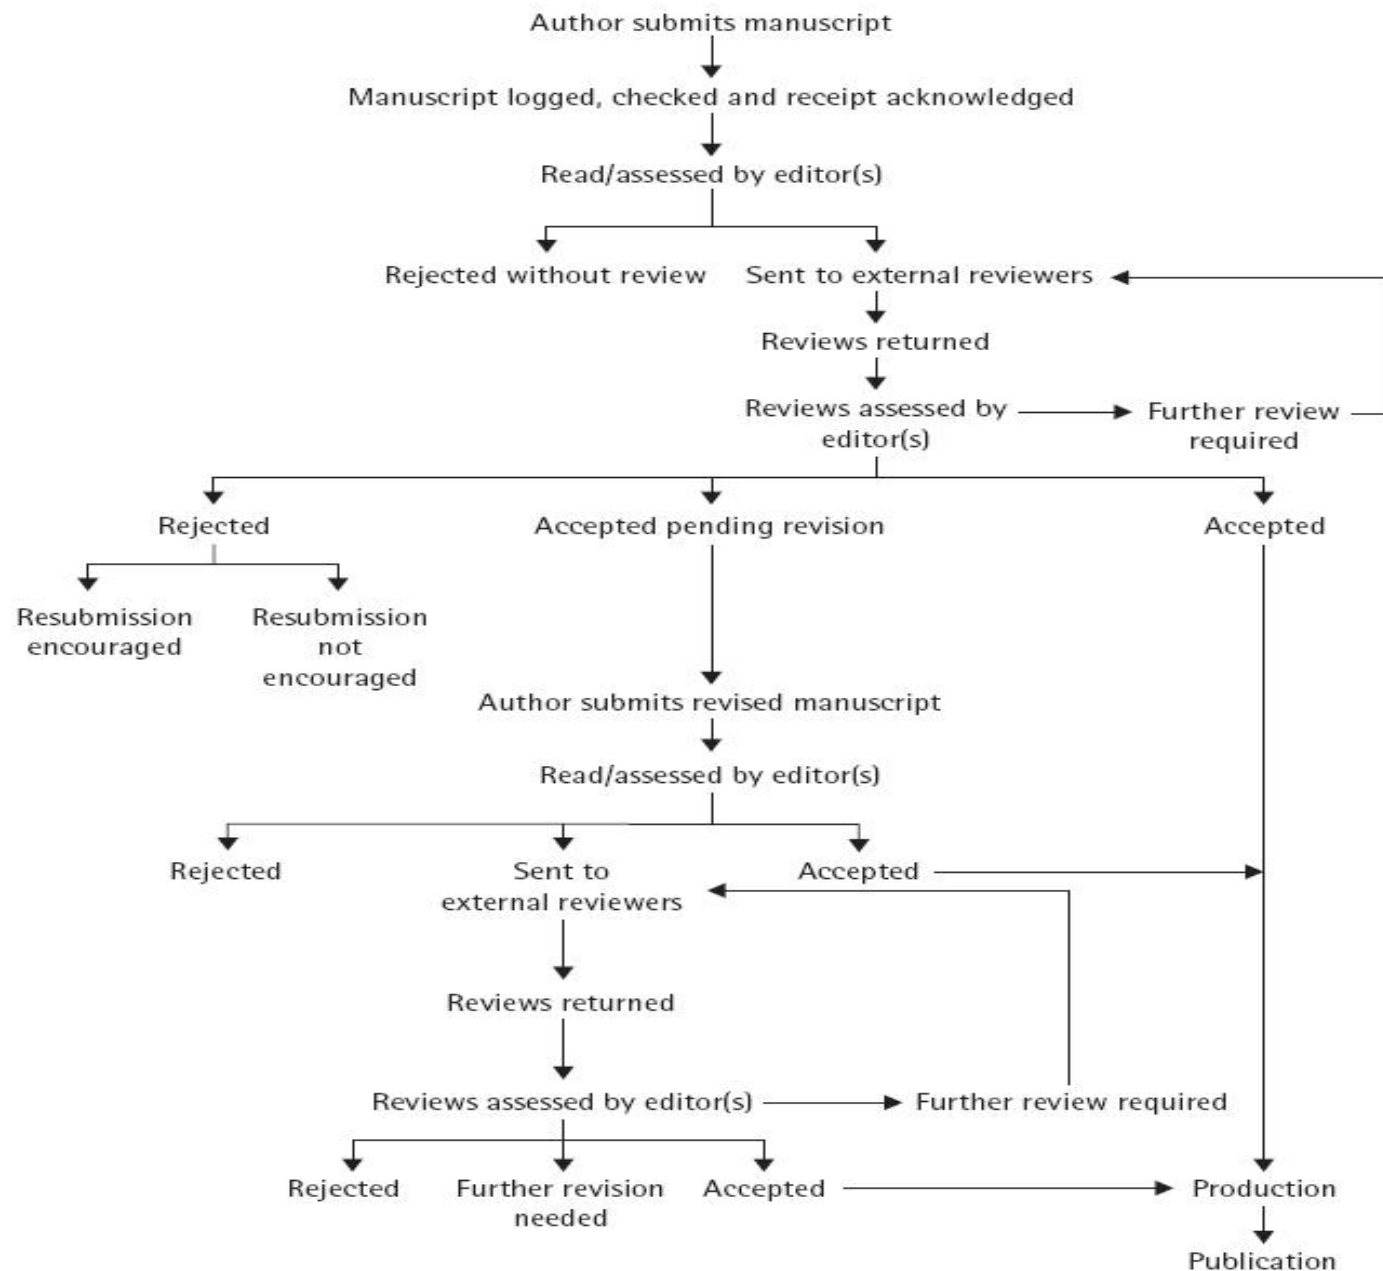 Author submits manuscript
Manuscript logged, checked and receipt acknowledged
Read/assessed by editor(s)
Rejected without review
Sent to external reviewers
Reviews returned
Reviews assessed by
editor(s)
Further review
required
Rejected
Accepted pending revision
Accepted
Resubmission
encouraged
Resubmission
not
encouraged
Author submits revised manuscript
Read/assessed by editor(s)
Rejected
Sent to
external reviewers
Accepted
Reviews returned
Reviews assessed by editor(s)
Further review required
Rejected
Further revision
needed
Accepted
Production
Publication